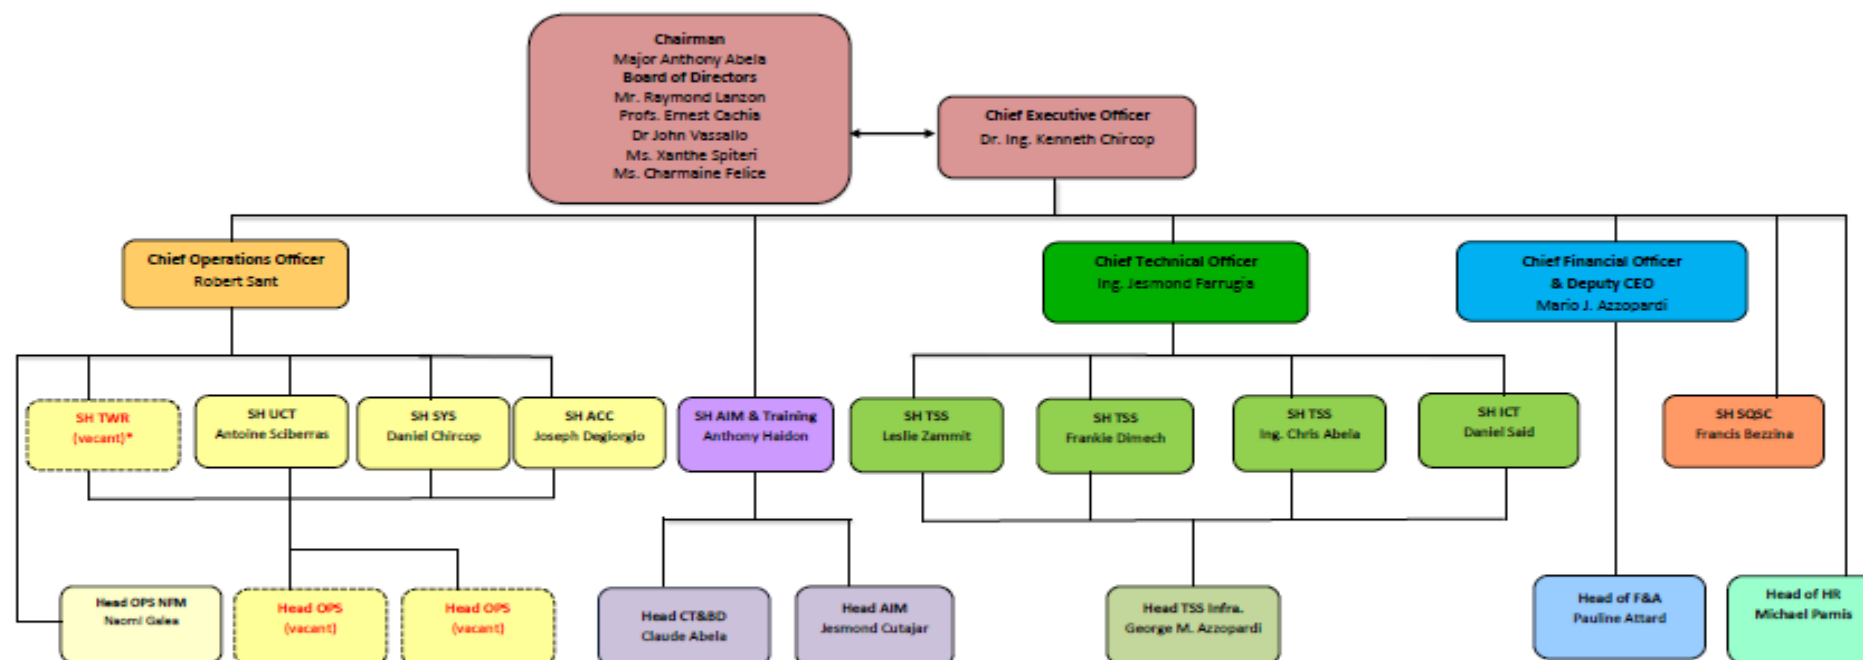 Chairman
Major Anthony Abela
Board of Directors
Mr. Raymond Lanzon
Profs. Ernest Cachia
Dr John Vassallo
Ms. Xanthe Spiteri
Ms. Charmaine Felice
Chief Executive Officer
Dr. Ing. Kenneth Chircop
Chief Operations Officer
Robert Sant
Chief Technical Officer
Ing. Jesmond Farrugia
Chief Financial Officer
& Deputy CEO
Mario J. Azzopardi
SH TWR
(vacant)*
SH UCT
Antoine Sciberras
SH SYS
Daniel Chircop
SH ACC
Joseph Degiorgio
SH AIM & Training
Anthony Haidon
SH TSS
Leslie Zammit
SH TSS
Frankie Dimech
SH TSS
Ing. Chris Abela
SH ICT
Daniel Said
SH SQSC
Francis Bezzina
Head OPS NFM
Naomi Galea
Head OPS
(vacant)
Head OPS
(vacant)
Head CT&BD
Claude Abela
Head AIM
Jesmond Cutajar
Head TSS Infra.
George M. Azzopardi
Head of F&A
Pauline Attard
Head of HR
Michael Parnis